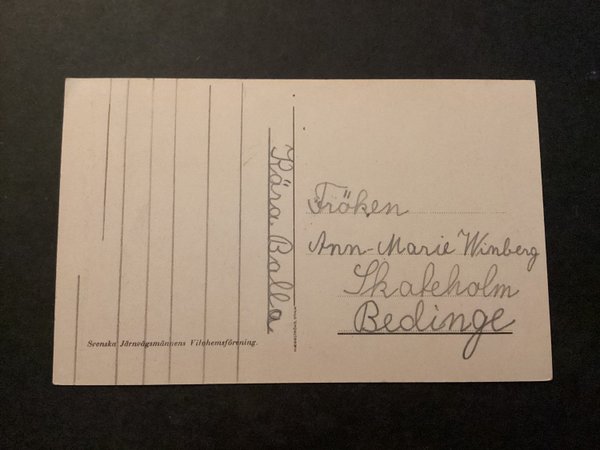 Kära Balla
Fröken
Ann-Marie Winberg
Skateholm
Bedinge
Svenska Järnvägsmännens Vilohemsförening.